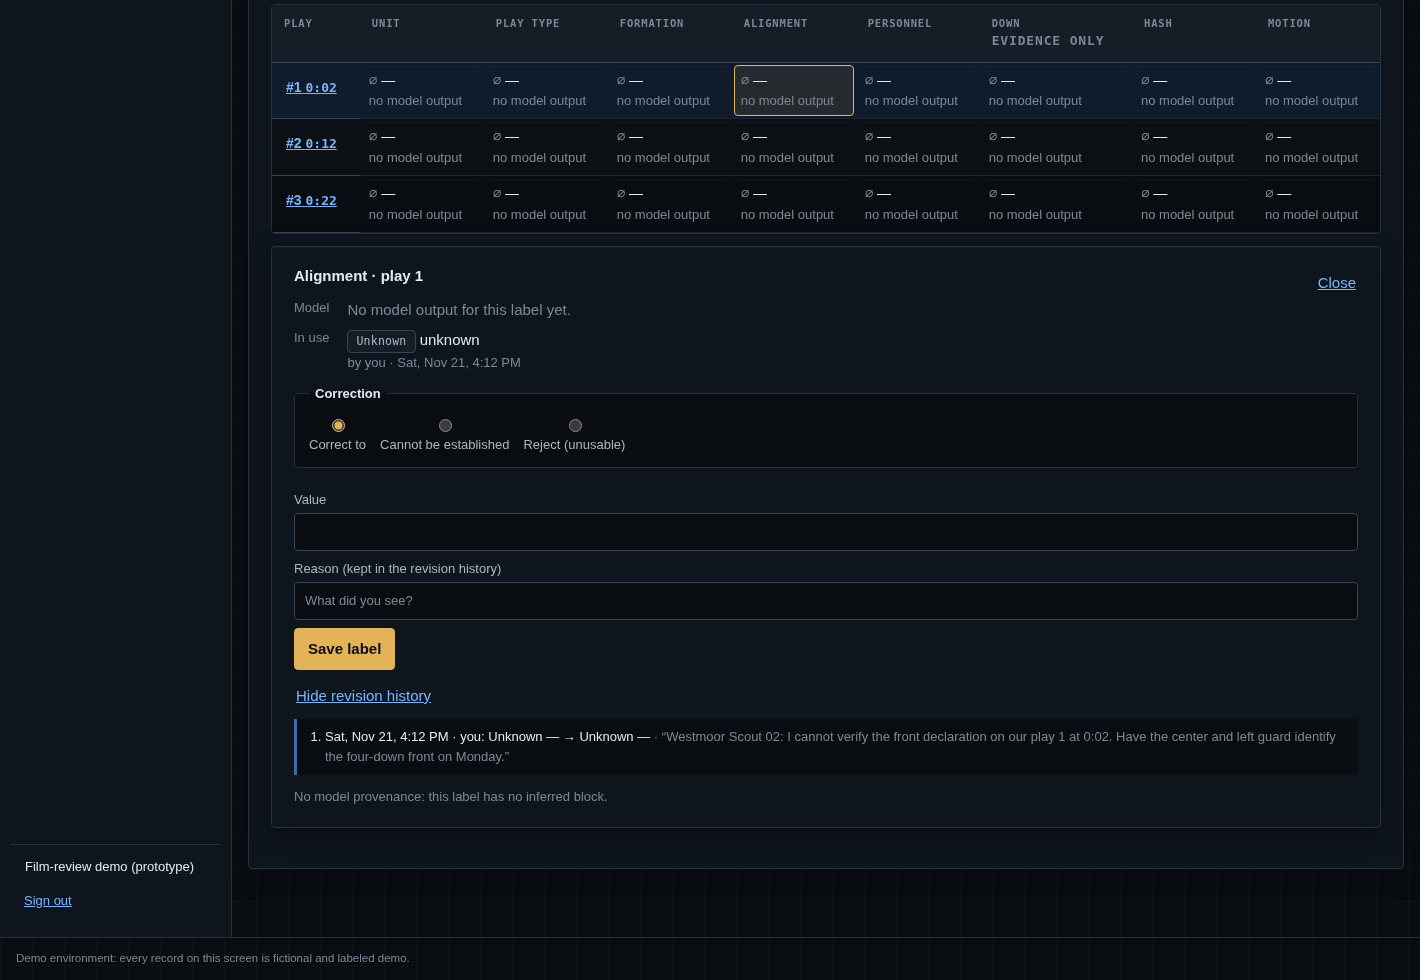 PLAY UNIT PLAY TYPE FORMATION ALIGNMENT PERSONNEL DOWN HASH MOTION
EVIDENCE ONLY
#1 0:02 ∅ — ∅ — ∅ — ∅ — ∅ — ∅ — ∅ — ∅ —
no model output no model output no model output no model output no model output no model output no model output no model output
#2 0:12 ∅ — ∅ — ∅ — ∅ — ∅ — ∅ — ∅ — ∅ —
no model output no model output no model output no model output no model output no model output no model output no model output
#3 0:22 ∅ — ∅ — ∅ — ∅ — ∅ — ∅ — ∅ — ∅ —
no model output no model output no model output no model output no model output no model output no model output no model output
Alignment · play 1
Close
Model No model output for this label yet.
In use Unknown unknown
by you · Sat, Nov 21, 4:12 PM
Correction
Correct to Cannot be established Reject (unusable)
Value
Reason (kept in the revision history)
What did you see?
Save label
Hide revision history
1. Sat, Nov 21, 4:12 PM · you: Unknown — → Unknown — · “Westmoor Scout 02: I cannot verify the front declaration on our play 1 at 0:02. Have the center and left guard identify
the four-down front on Monday.”
No model provenance: this label has no inferred block.
Film-review demo (prototype)
Sign out
Demo environment: every record on this screen is fictional and labeled demo.